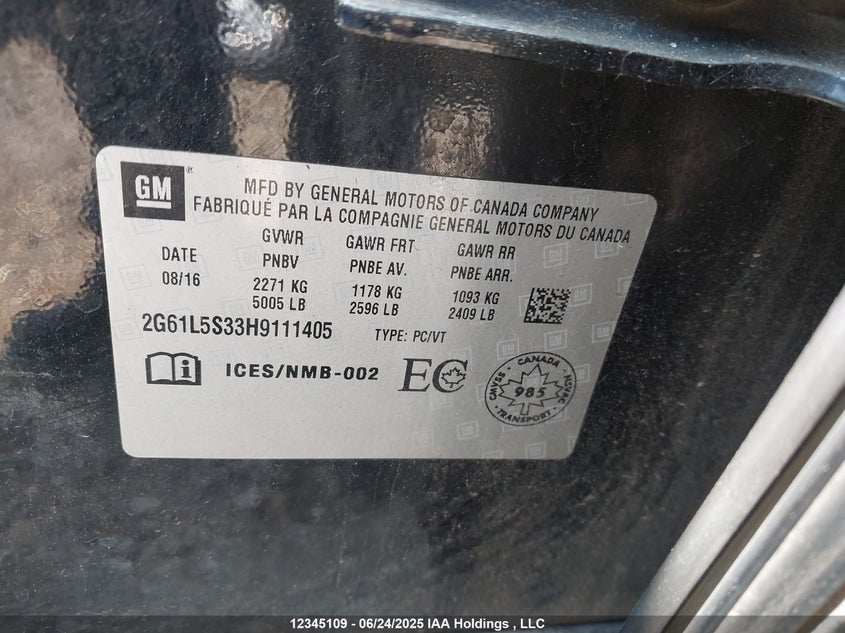 GM ®
MFD BY GENERAL MOTORS OF CANADA COMPANY
FABRIQUÉ PAR LA COMPAGNIE GENERAL MOTORS DU CANADA
DATE GVWR GAWR FRT GAWR RR
PNBV PNBE AV. PNBE ARR.
08/16 2271 KG 1178 KG 1093 KG
5005 LB 2596 LB 2409 LB
2G61L5S33H9111405 TYPE: PC/VT
i ICES/NMB-002 EC
CANADA
CMVSS 985 NSVAC
TRANSPORT
12345109 - 06/24/2025 IAA Holdings , LLC